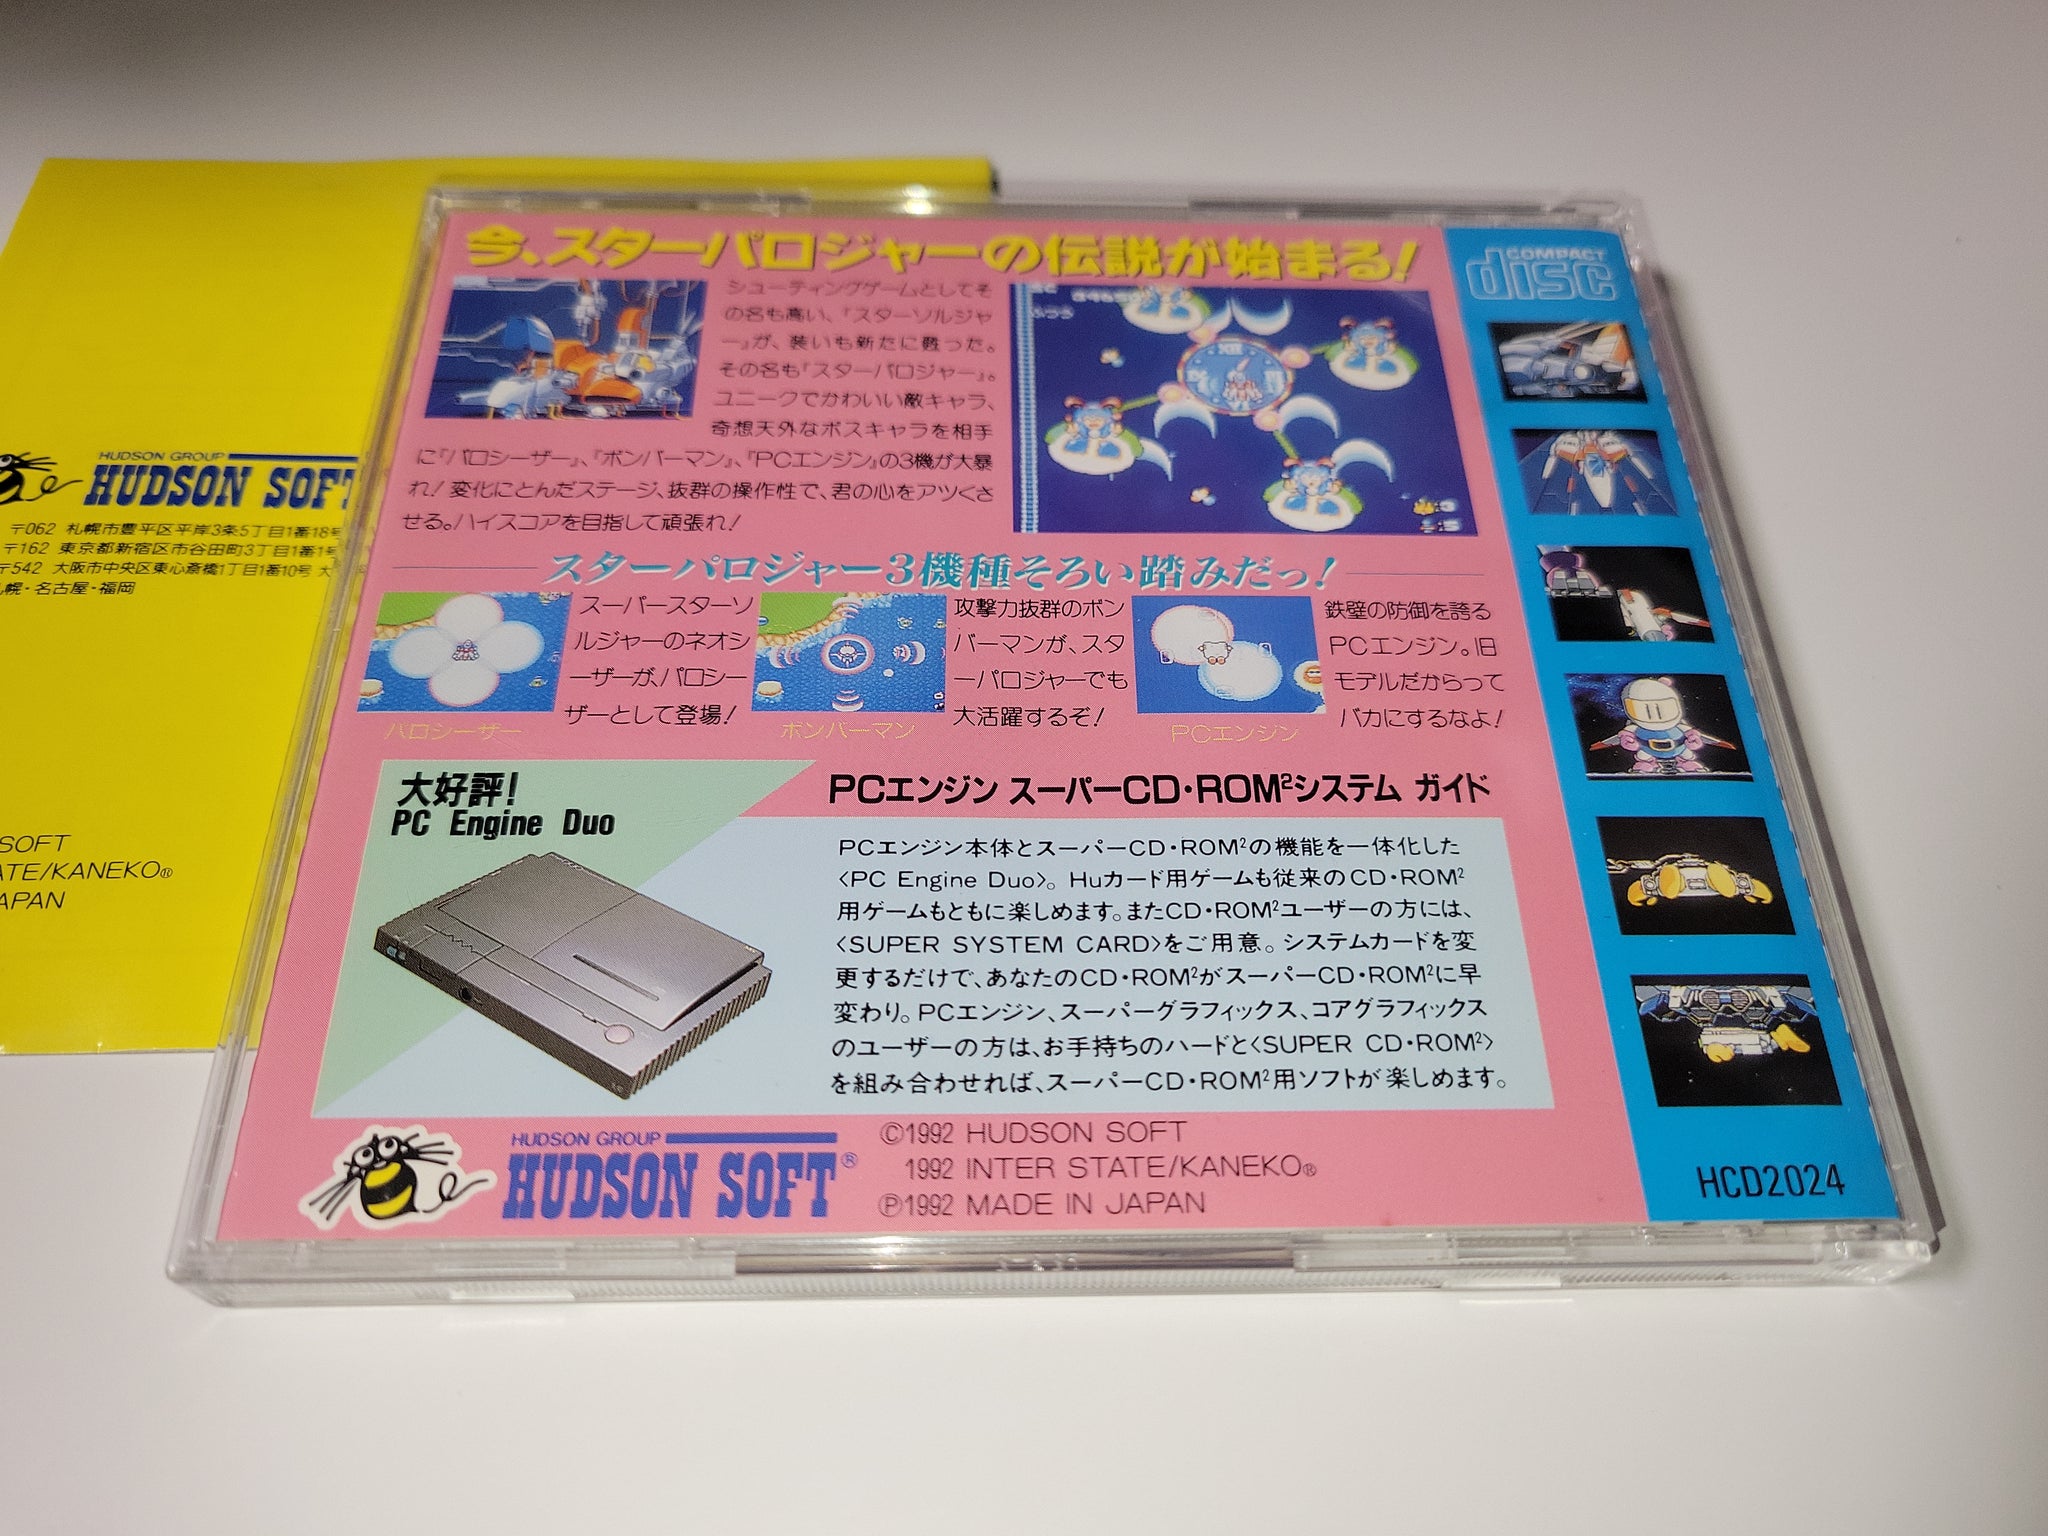 今、スターパロジャーの伝説が始まる!
シューティングゲームとしてそ
の名も高い、『スターソルジャ
ー』が、装いも新たに甦った。
その名も『スターパロジャー』。
ユニークでかわいい敵キャラ、
奇想天外なボスキャラを相手
に『パロシーザー』、『ボンバーマン』、『PCエンジン』の3機が大暴
れ! 変化にとんだステージ、抜群の操作性で、君の心をアツくさ
せる。ハイスコアを目指して頑張れ!
スターパロジャー3機種そろい踏みだっ!
スーパースターソ
ルジャーのネオシ
ーザーが、パロシー
ザーとして登場!
パロシーザー
攻撃力抜群のボン
バーマンが、スタ
ーパロジャーでも
大活躍するぞ!
ボンバーマン
鉄壁の防御を誇る
PCエンジン。旧
モデルだからって
バカにするなよ!
PCエンジン
大好評!
PC Engine Duo
PCエンジン スーパーCD・ROM²システム ガイド
PCエンジン本体とスーパーCD・ROM²の機能を一体化した
〈PC Engine Duo〉。Huカード用ゲームも従来のCD・ROM²
用ゲームもともに楽しめます。またCD・ROM²ユーザーの方には、
〈SUPER SYSTEM CARD〉をご用意。システムカードを変
更するだけで、あなたのCD・ROM²がスーパーCD・ROM²に早
変わり。PCエンジン、スーパーグラフィックス、コアグラフィックス
のユーザーの方は、お手持ちのハードと〈SUPER CD・ROM²〉
を組み合わせれば、スーパーCD・ROM²用ソフトが楽しめます。
HUDSON GROUP
HUDSON SOFT®
©1992 HUDSON SOFT
1992 INTER STATE/KANEKO®
Ⓟ1992 MADE IN JAPAN
COMPACT
disc
HCD2024
HUDSON GROUP
HUDSON SOFT
〒062 札幌市豊平区平岸3条5丁目1番18号
〒162 東京都新宿区市谷田町3丁目1番1号
〒542 大阪市中央区東心斎橋1丁目1番10号 大
札幌・名古屋・福岡
SOFT
ATE/KANEKO®
JAPAN